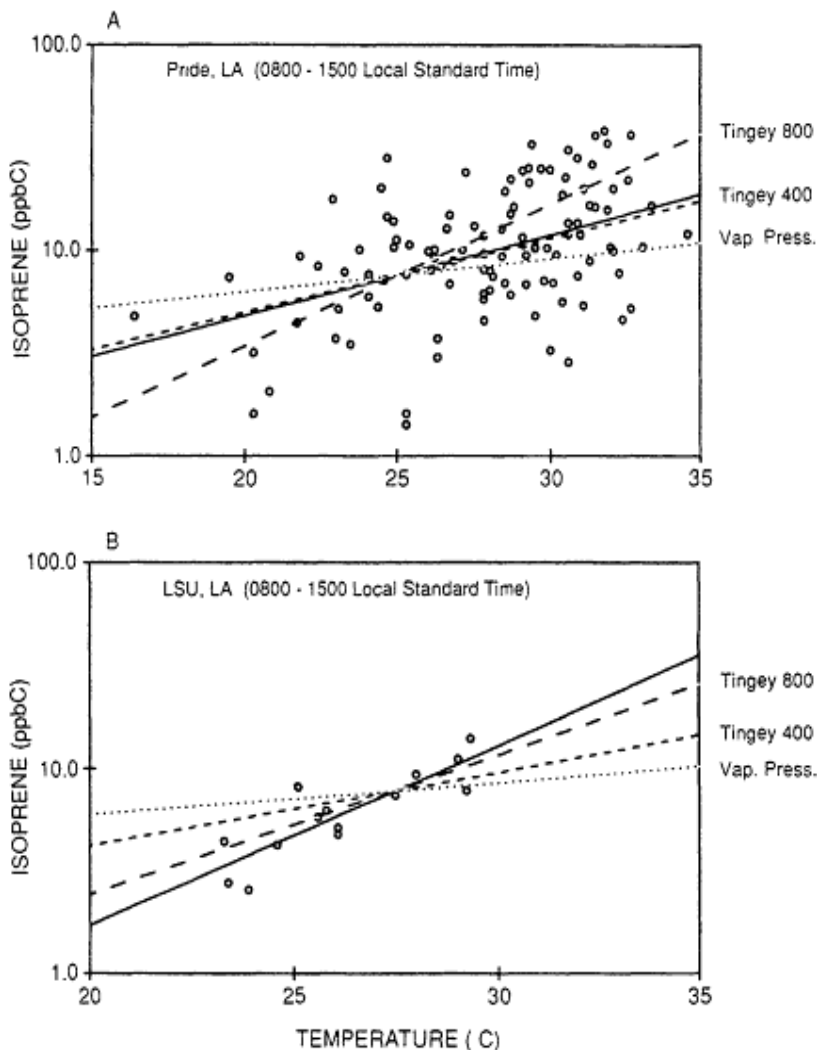 A
100.0
Pride, LA (0800 - 1500 Local Standard Time)
Tingey 800
Tingey 400
Vap Press.
10.0
ISOPRENE (ppbC)
1.0
15 20 25 30 35
B
100.0
LSU, LA (0800 - 1500 Local Standard Time)
Tingey 800
Tingey 400
Vap. Press.
10.0
ISOPRENE (ppbC)
1.0
20 25 30 35
TEMPERATURE ( C)